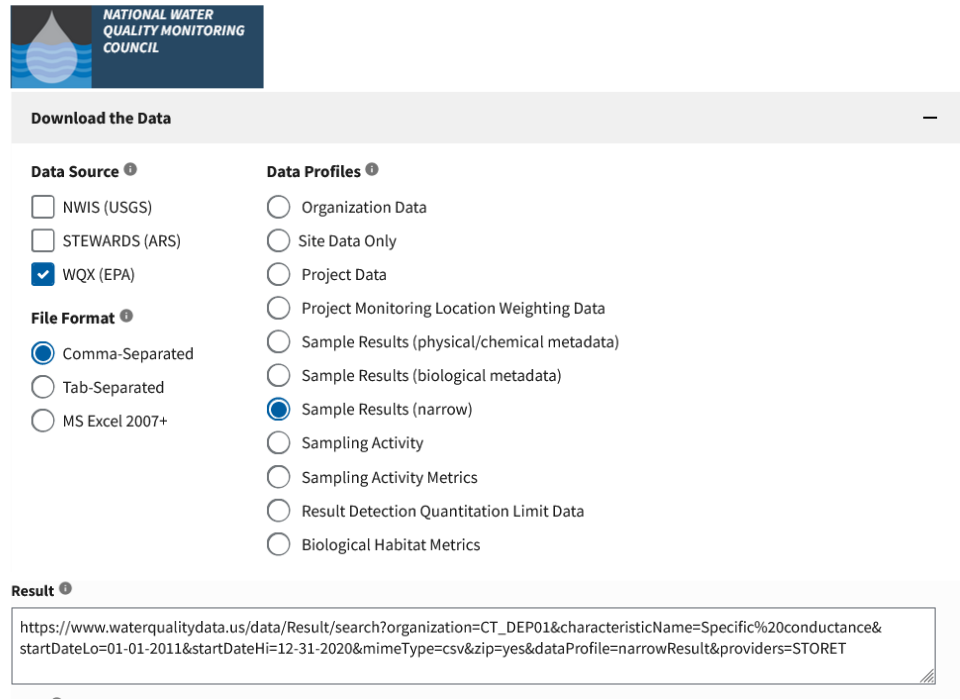 NATIONAL WATER
QUALITY MONITORING
COUNCIL
Download the Data
Data Source
NWIS (USGS)
STEWARDS (ARS)
WQX (EPA)
File Format
Comma-Separated
Tab-Separated
MS Excel 2007+
Data Profiles
Organization Data
Site Data Only
Project Data
Project Monitoring Location Weighting Data
Sample Results (physical/chemical metadata)
Sample Results (biological metadata)
Sample Results (narrow)
Sampling Activity
Sampling Activity Metrics
Result Detection Quantitation Limit Data
Biological Habitat Metrics
Result
https://www.waterqualitydata.us/data/Result/search?organization=CT_DEP01&characteristicName=Specific%20conductance&
startDateLo=01-01-2011&startDateHi=12-31-2020&mimeType=csv&zip=yes&dataProfile=narrowResult&providers=STORET